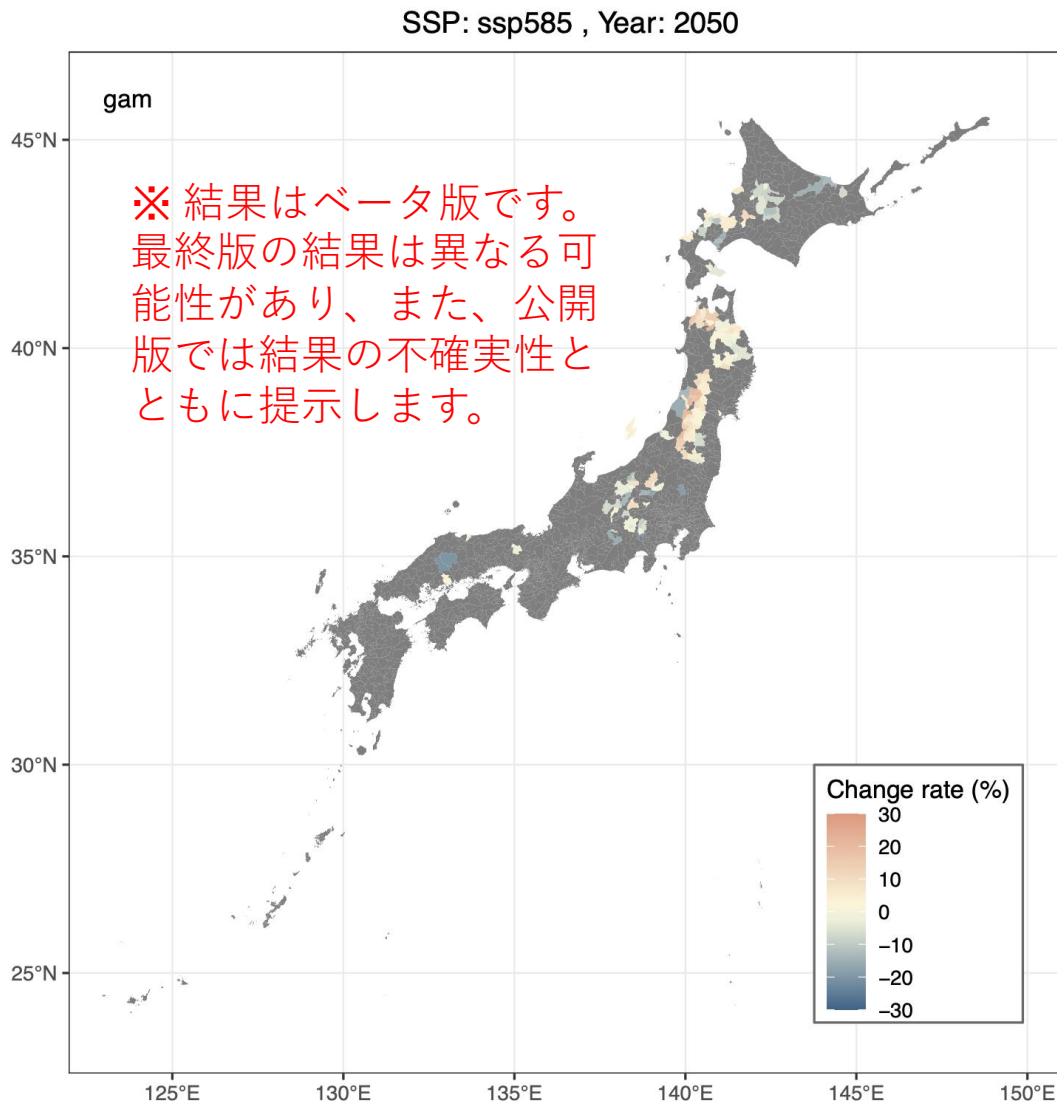 SSP: ssp585 , Year: 2050
gam
※ 結果はベータ版です。
最終版の結果は異なる可
能性があり、また、公開
版では結果の不確実性と
ともに提示します。
45°N
40°N
35°N
30°N
25°N
Change rate (%)
30
20
10
0
−10
−20
−30
125°E
130°E
135°E
140°E
145°E
150°E